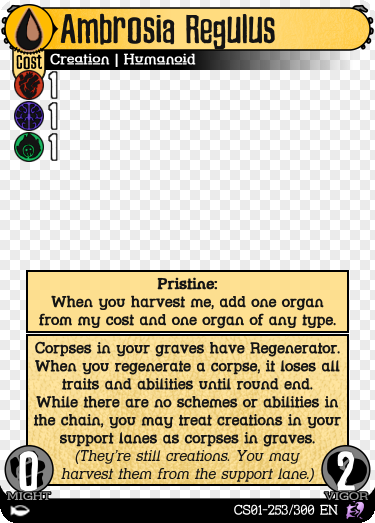 Ambrosia Regulus
Cost
Creation | Humanoid
1
1
1
Pristine:
When you harvest me, add one organ
from my cost and one organ of any type.
Corpses in your graves have Regenerator.
When you regenerate a corpse, it loses all
traits and abilities until round end.
While there are no schemes or abilities in
the chain, you may treat creations in your
support lanes as corpses in graves.
(They're still creations. You may
harvest them from the support lane.)
0
MIGHT
2
VIGOR
CS01-253/300 EN